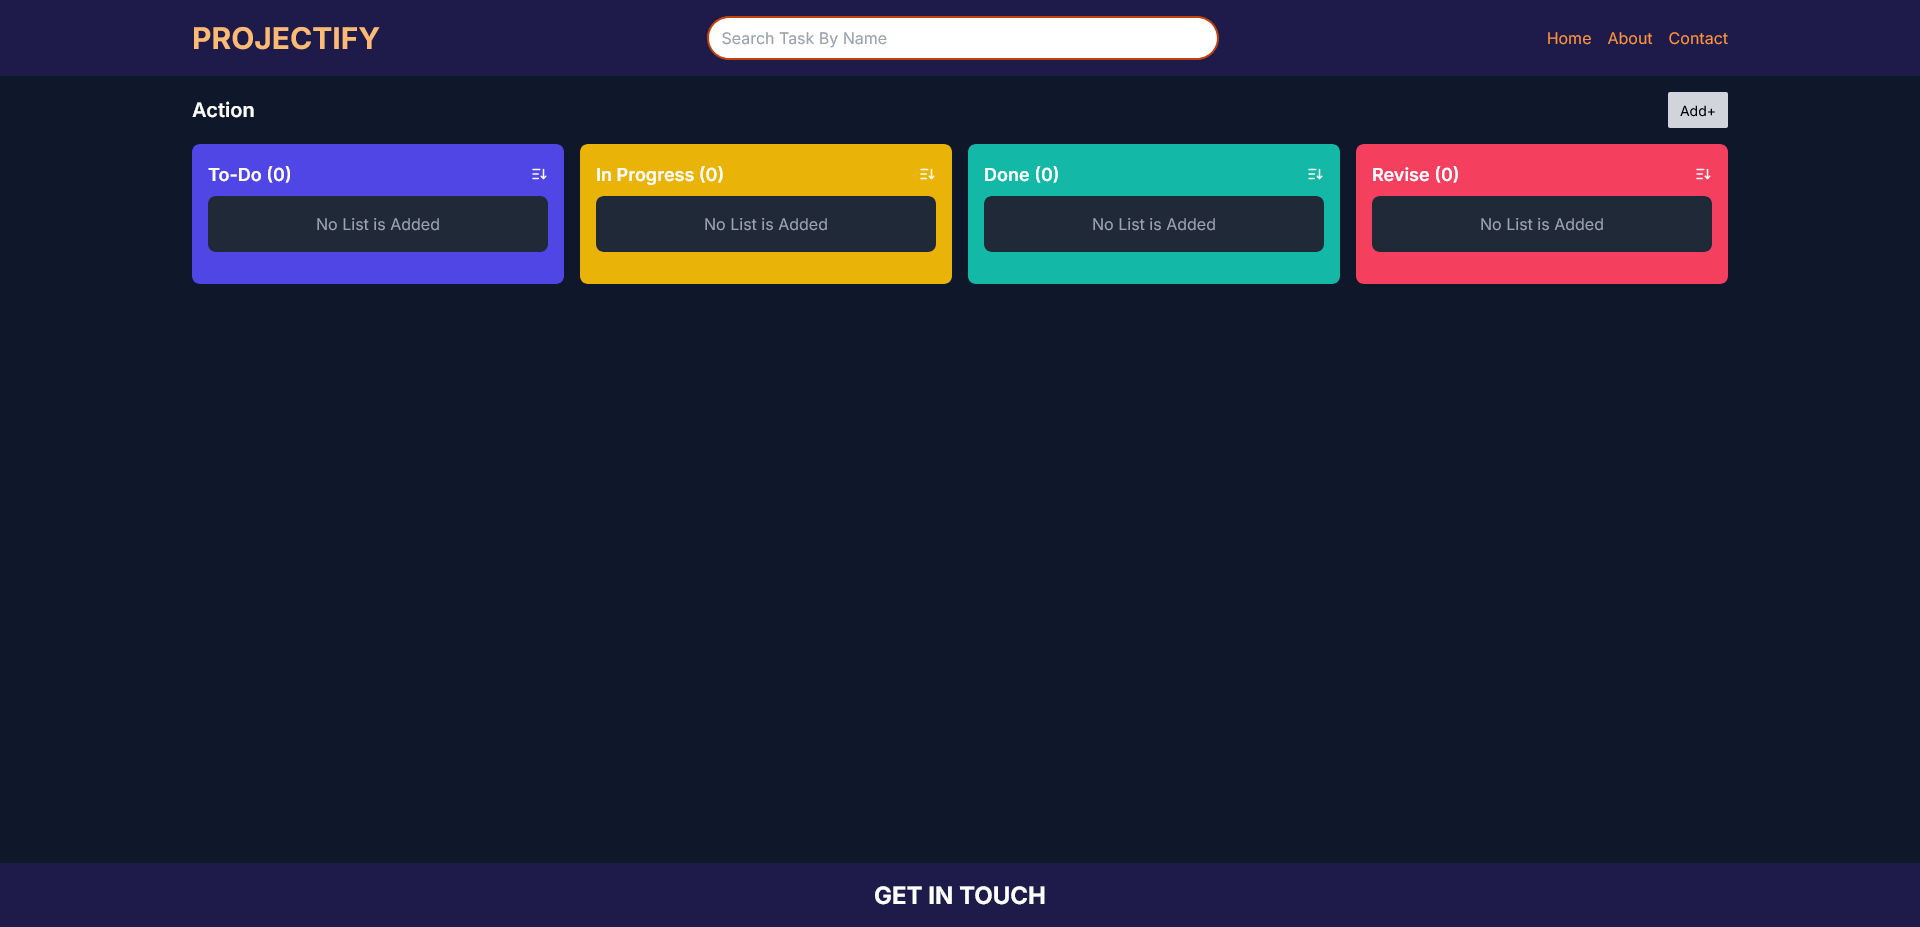 PROJECTIFY
Search Task By Name
Home About Contact
Action
Add+
To-Do (0)
No List is Added
In Progress (0)
No List is Added
Done (0)
No List is Added
Revise (0)
No List is Added
GET IN TOUCH